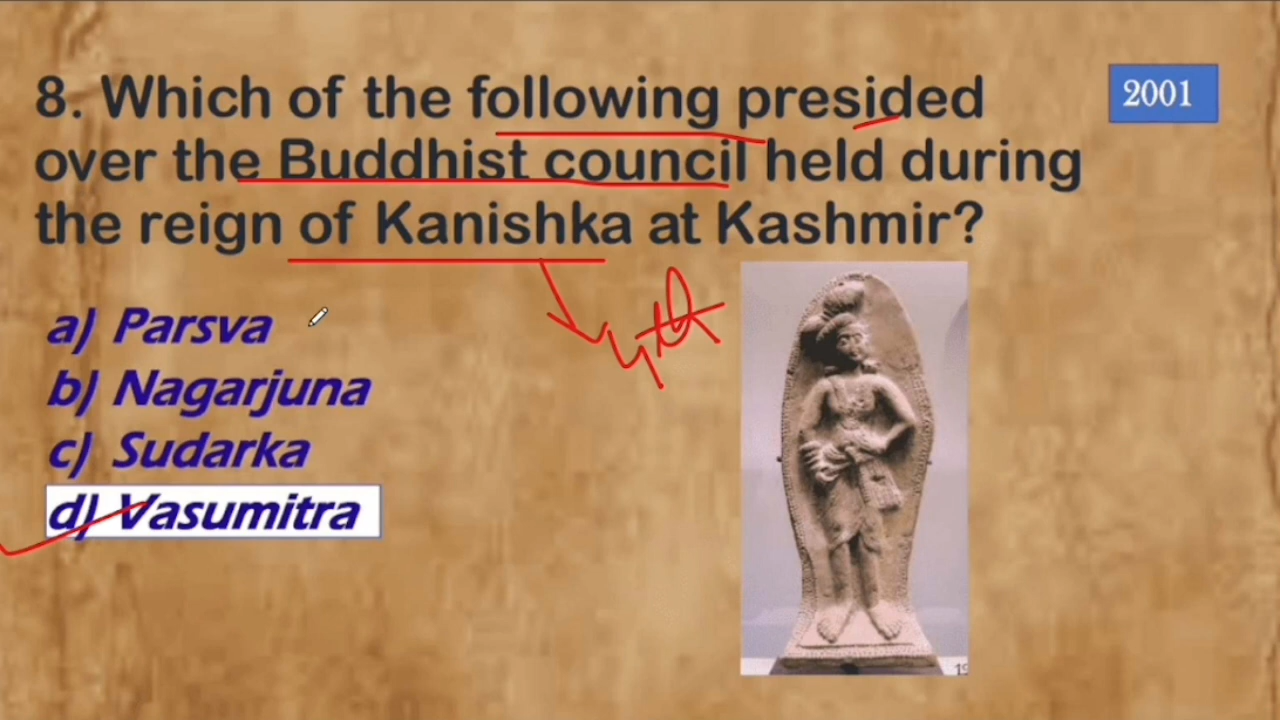 8. Which of the following presided
2001
over the Buddhist council held during
the reign of Kanishka at Kashmir?
4th
a) Parsva
b) Nagarjuna
c) Sudarka
d) Vasumitra
19